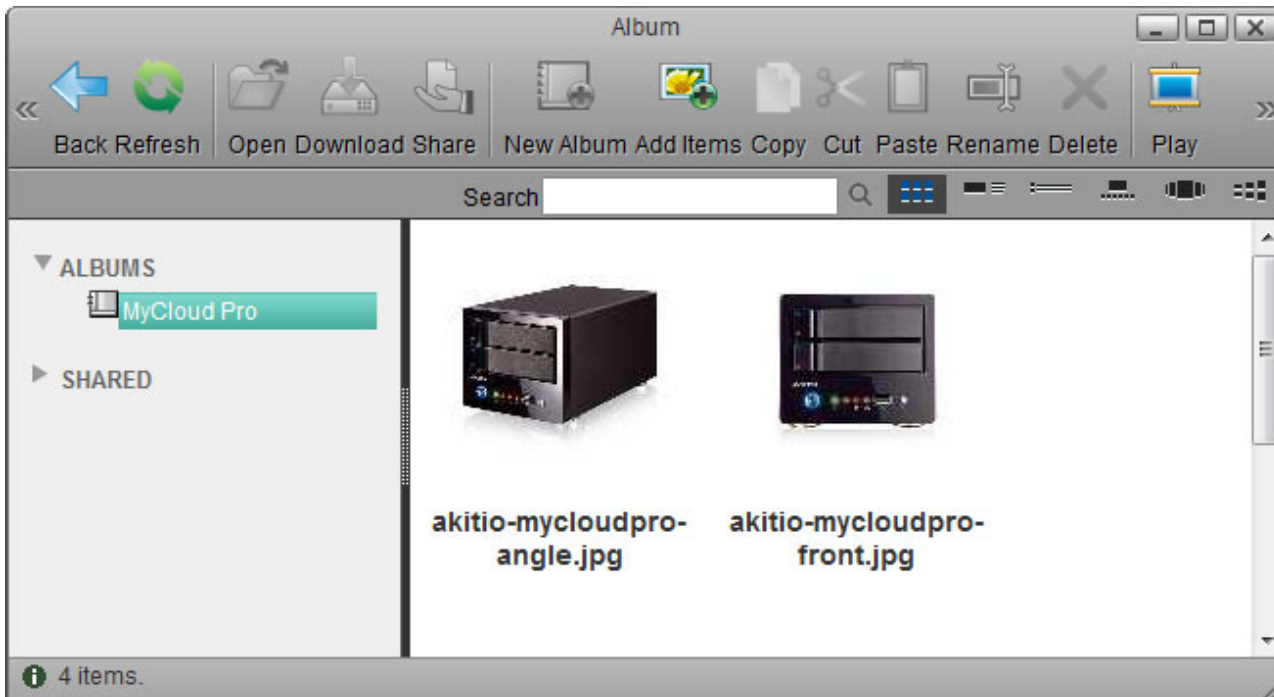 Album
Back Refresh Open Download Share New Album Add Items Copy Cut Paste Rename Delete Play
Search
ALBUMS
MyCloud Pro
SHARED
akitio-mycloudpro-
angle.jpg
akitio-mycloudpro-
front.jpg
4 items.